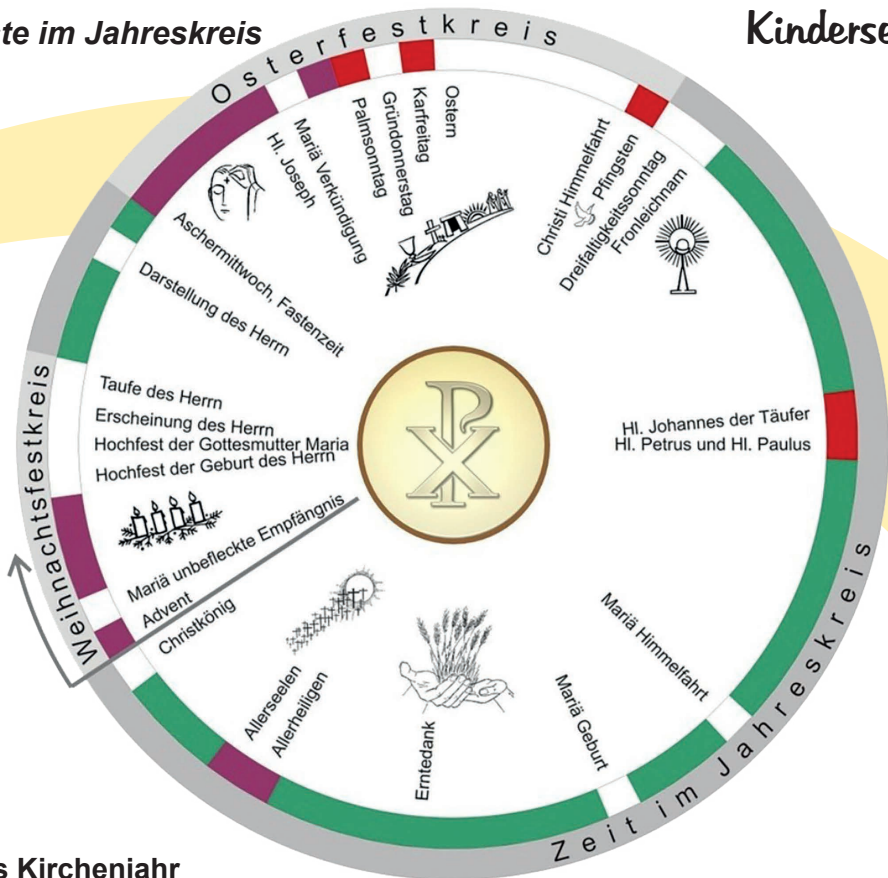 te im Jahreskreis
Kinderse
Osterfestkreis
Ostern
Karfreitag
Gründonnerstag
Palmsonntag
Mariä Verkündigung
Hl. Joseph
Aschermittwoch, Fastenzeit
Darstellung des Herrn
Christi Himmelfahrt
Pfingsten
Dreifaltigkeissonntag
Fronleichnam
Taufe des Herrn
Erscheinung des Herrn
Hochfest der Gottesmutter Maria
Hochfest der Geburt des Herrn
Hl. Johannes der Täufer
Hl. Petrus und Hl. Paulus
Weihnachtsfestkreis
Mariä unbefleckte Empfängnis
Advent
Christkönig
Allerseelen
Allerheiligen
Erntedank
Mariä Geburt
Mariä Himmelfahrt
Zeit im Jahreskreis
s Kirchenjahr